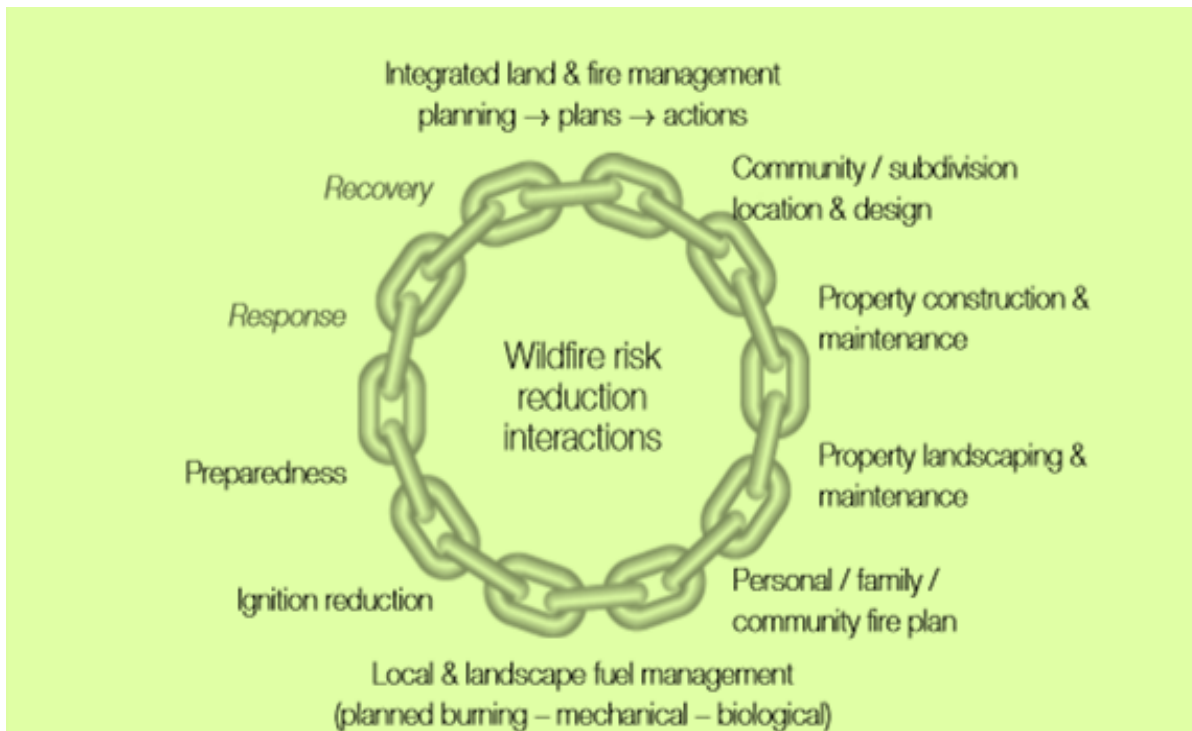 Integrated land & fire management
planning → plans → actions
Community / subdivision
location & design
Property construction &
maintenance
Property landscaping &
maintenance
Personal / family /
community fire plan
Local & landscape fuel management
(planned burning – mechanical – biological)
Ignition reduction
Preparedness
Response
Recovery
Wildfire risk
reduction
interactions